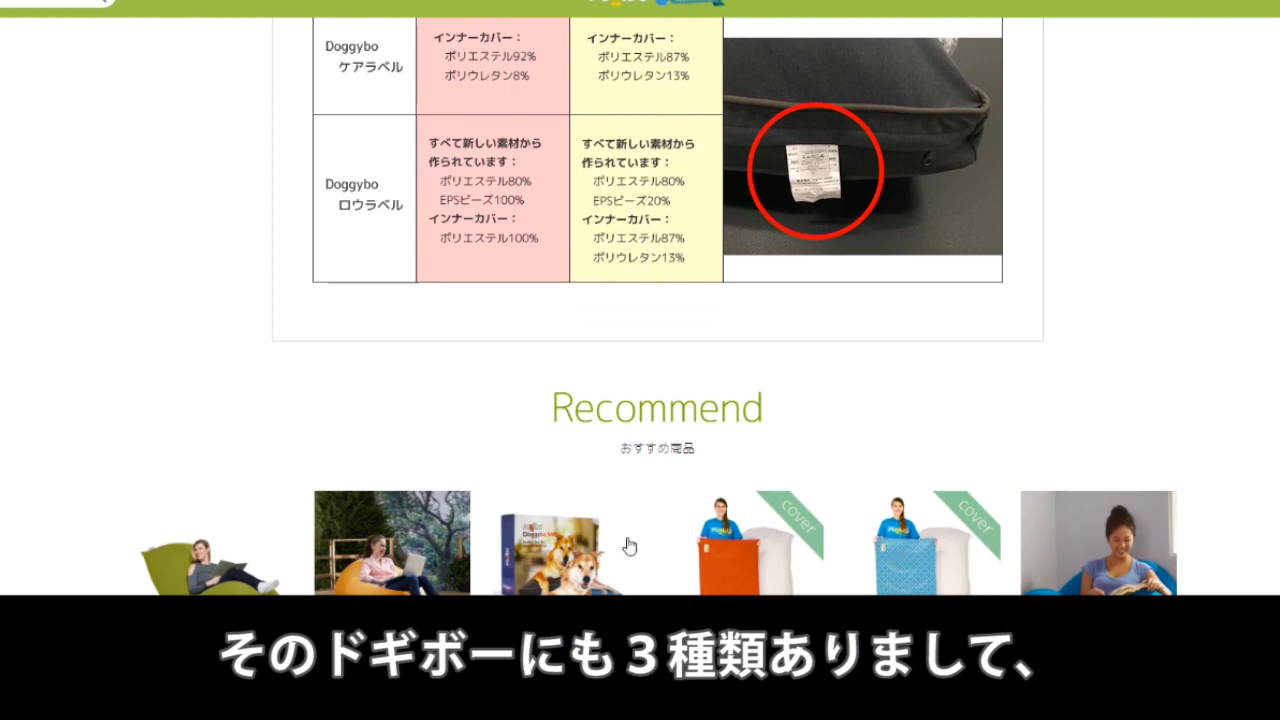 Doggybo
ケアラベル
インナーカバー：
ポリエステル92%
ポリウレタン8%
インナーカバー：
ポリエステル87%
ポリウレタン13%
Doggybo
ロウラベル
すべて新しい素材から
作られています：
ポリエステル80%
EPSビーズ100%
インナーカバー：
ポリエステル100%
すべて新しい素材から
作られています：
ポリエステル80%
EPSビーズ20%
インナーカバー：
ポリエステル87%
ポリウレタン13%
Recommend
おすすめ商品
cover
cover
そのドギボーにも３種類ありまして、